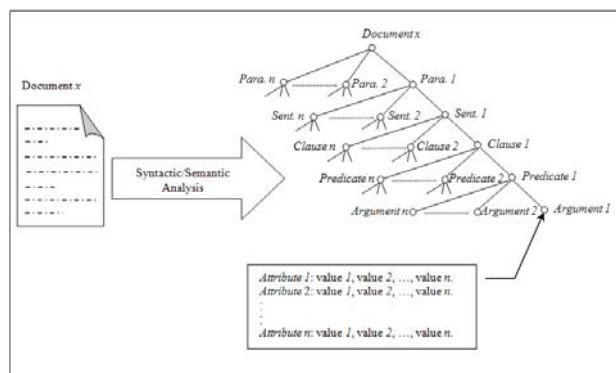 Document x
Document x
Para. n
Para. 2
Para. 1
Sent. n
Sent. 2
Sent. 1
Clause n
Clause 2
Clause 1
Syntactic/Semantic
Analysis
Predicate n
Predicate 2
Predicate 1
Argument n
Argument 2
Argument 1
Attribute 1: value 1, value 2, …, value n.
Attribute 2: value 1, value 2, …, value n.
Attribute n: value 1, value 2, …, value n.